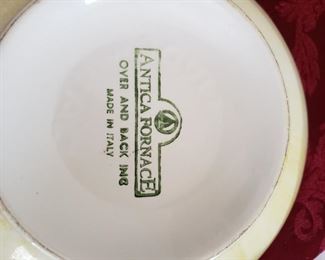 ANTICA FORNACE
OVER AND BACK INC
MADE IN ITALY